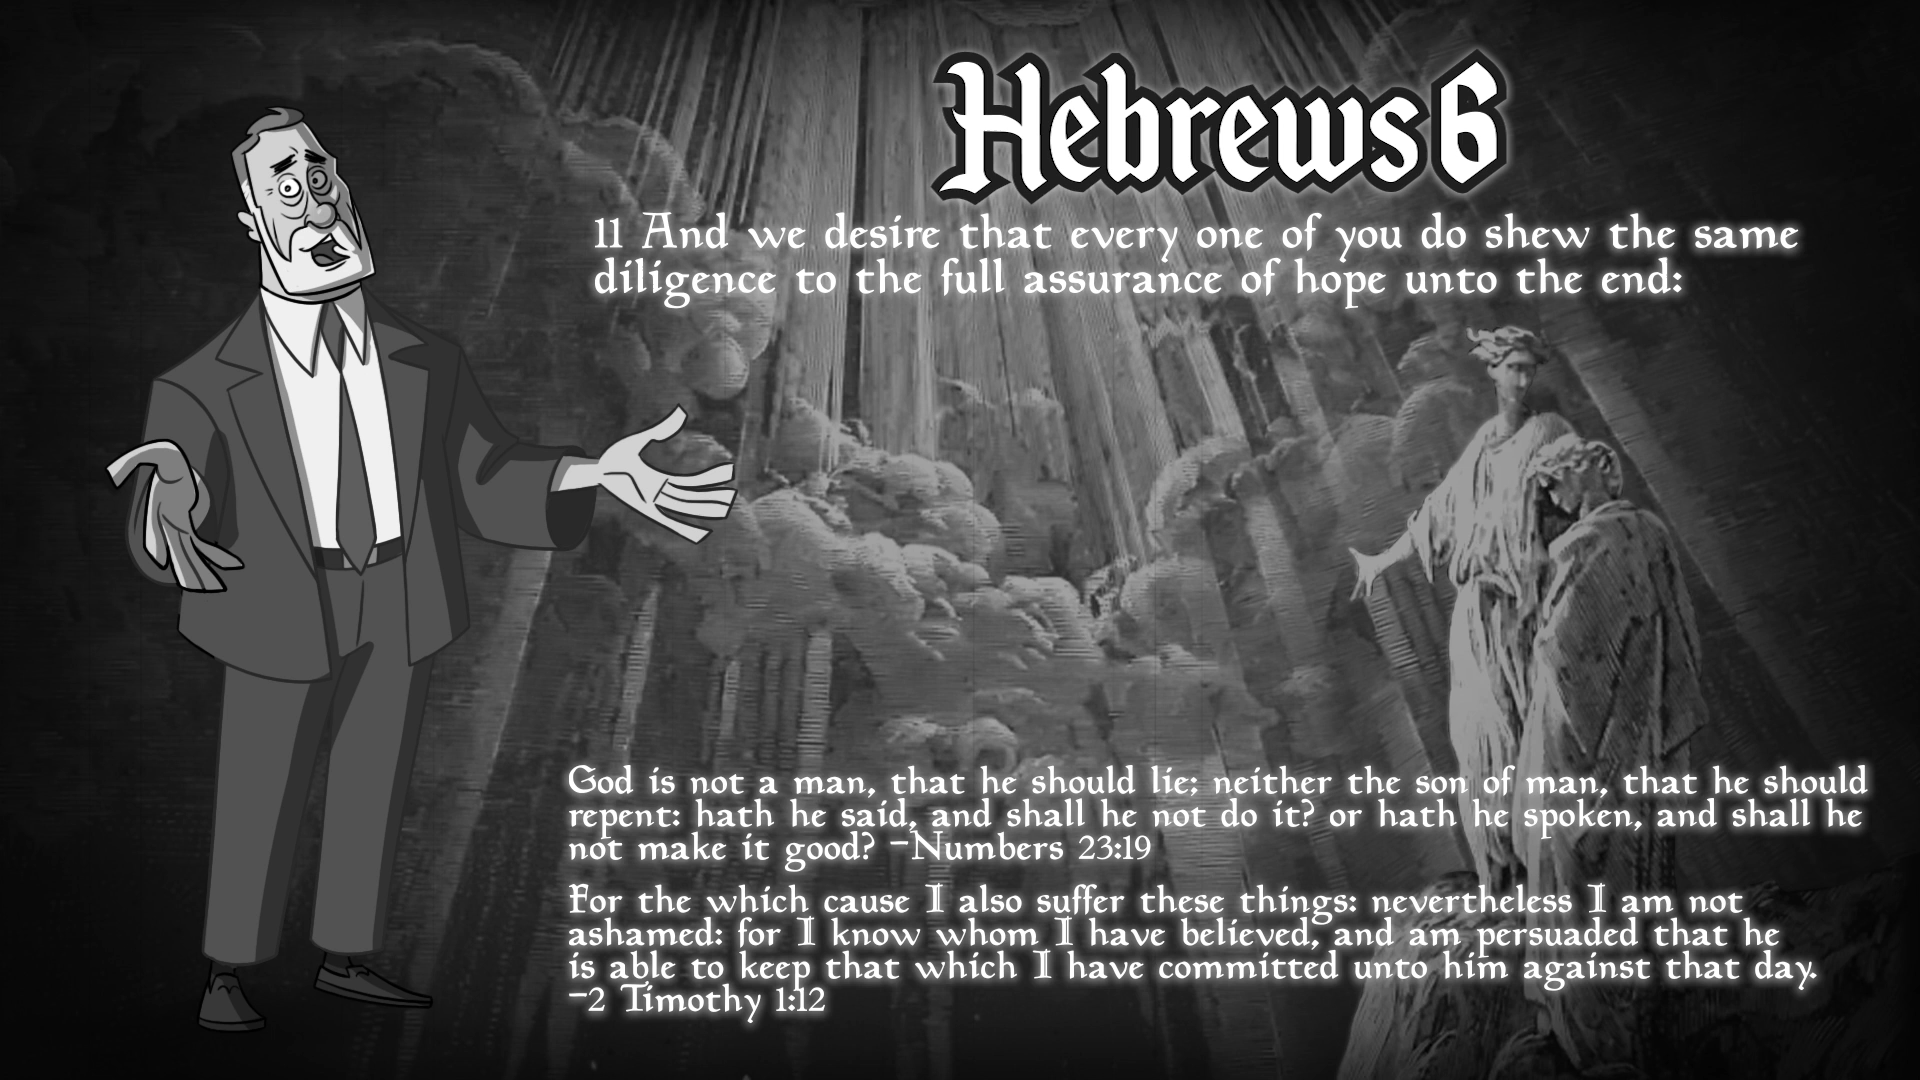 Hebrews 6
11 And we desire that every one of you do shew the same
diligence to the full assurance of hope unto the end:
God is not a man, that he should lie; neither the son of man, that he should
repent: hath he said, and shall he not do it? or hath he spoken, and shall he
not make it good? -Numbers 23:19
For the which cause I also suffer these things: nevertheless I am not
ashamed: for I know whom I have believed, and am persuaded that he
is able to keep that which I have committed unto him against that day.
-2 Timothy 1:12